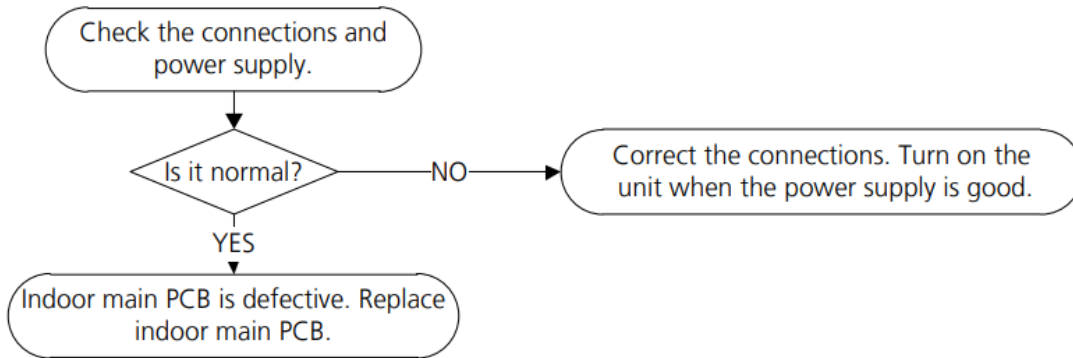 Check the connections and
power supply.
Is it normal?
NO
Correct the connections. Turn on the
unit when the power supply is good.
YES
Indoor main PCB is defective. Replace
indoor main PCB.